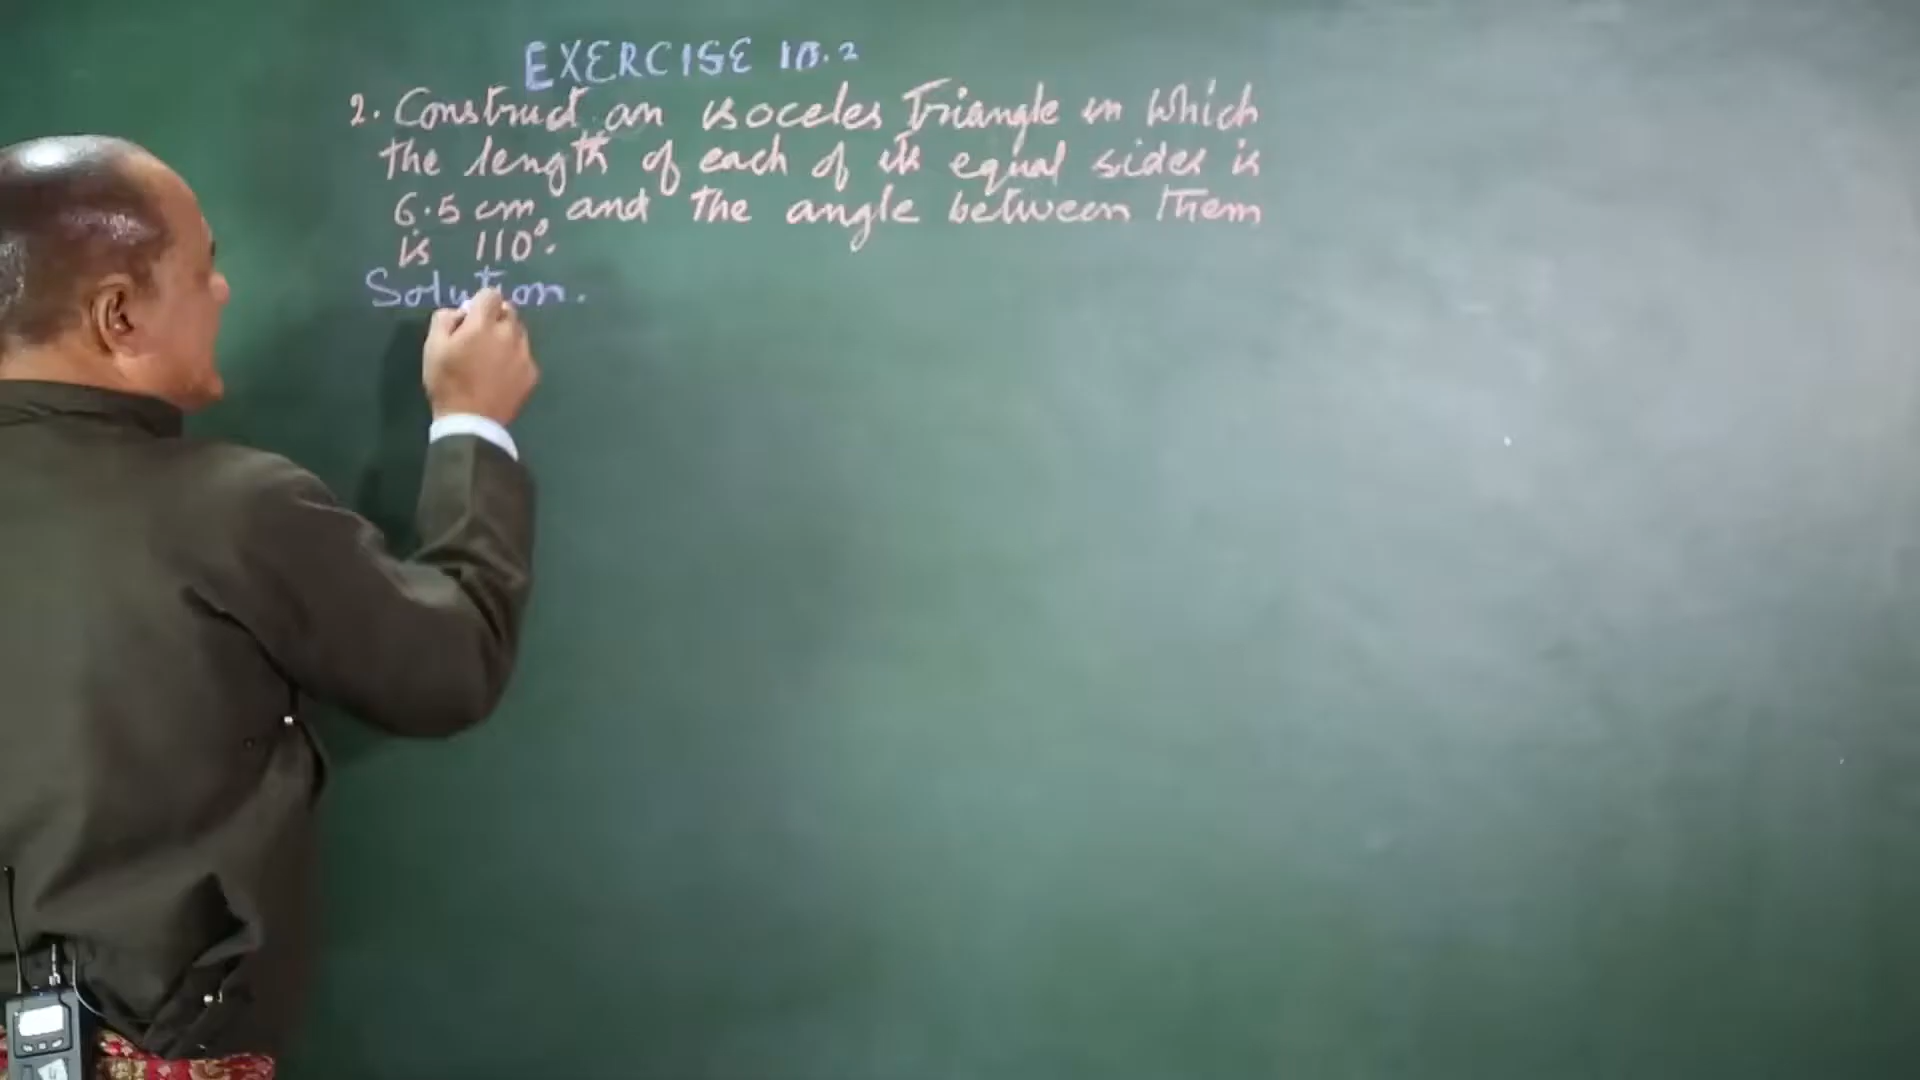 EXERCISE 10.2
2. Construct an isoceles Triangle in which
the length of each of its equal sides is
6.5 cm and the angle between Them
is 110°.
Solution.